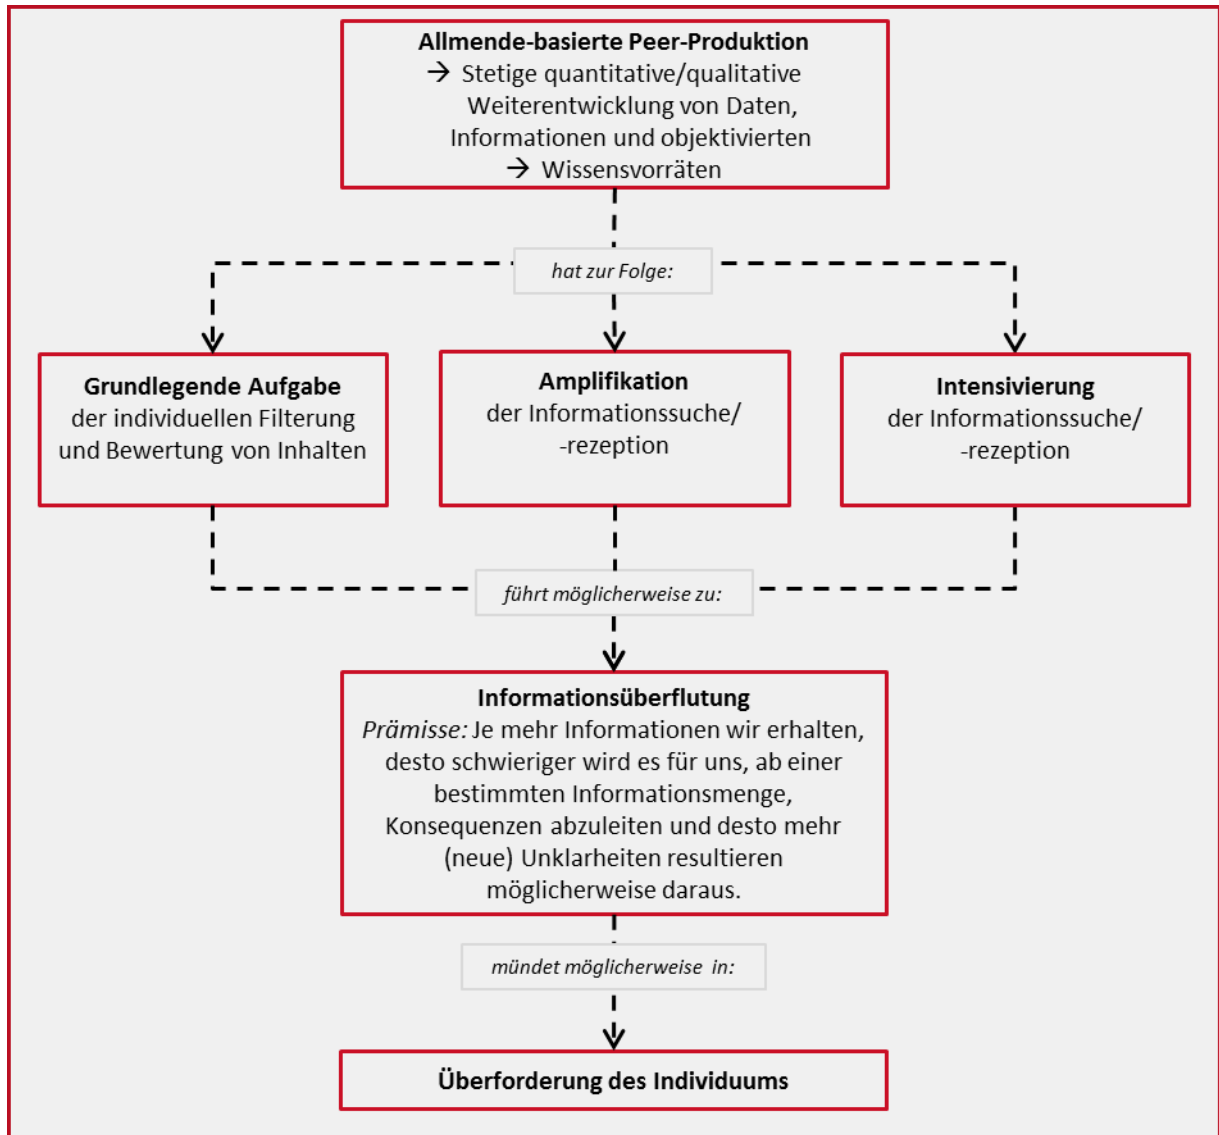 Allmende-basierte Peer-Produktion
→ Stetige quantitative/qualitative
Weiterentwicklung von Daten,
Informationen und objektivierten
→ Wissensvorräten
hat zur Folge:
Grundlegende Aufgabe
der individuellen Filterung
und Bewertung von Inhalten
Amplifikation
der Informationssuche/
-rezeption
Intensivierung
der Informationssuche/
-rezeption
führt möglicherweise zu:
Informationsüberflutung
Prämisse: Je mehr Informationen wir erhalten,
desto schwieriger wird es für uns, ab einer
bestimmten Informationsmenge,
Konsequenzen abzuleiten und desto mehr
(neue) Unklarheiten resultieren
möglicherweise daraus.
mündet möglicherweise in:
Überforderung des Individuums